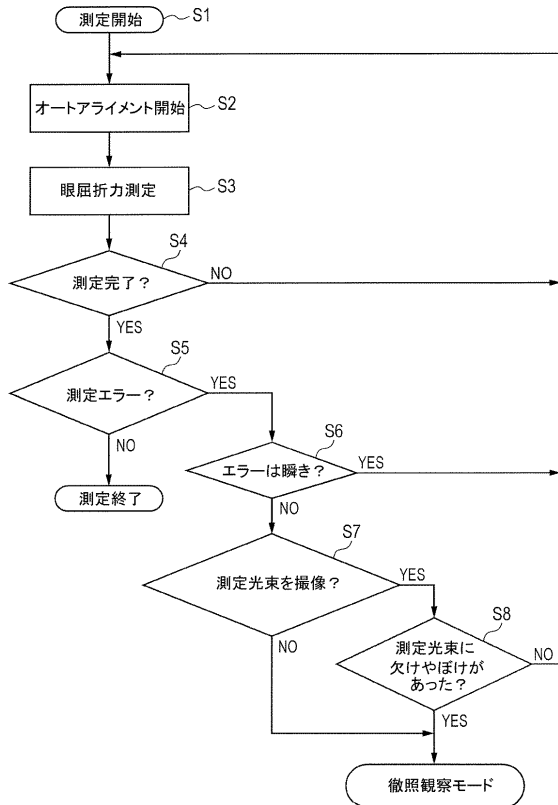 測定開始
S1
オートアライメント開始
S2
眼屈折力測定
S3
S4
測定完了？
NO
YES
S5
測定エラー？
YES
NO
S6
エラーは瞬き？
YES
測定終了
NO
S7
測定光束を撮像？
YES
S8
NO
測定光束に
欠けやぼけが
あった？
NO
YES
徹照観察モード